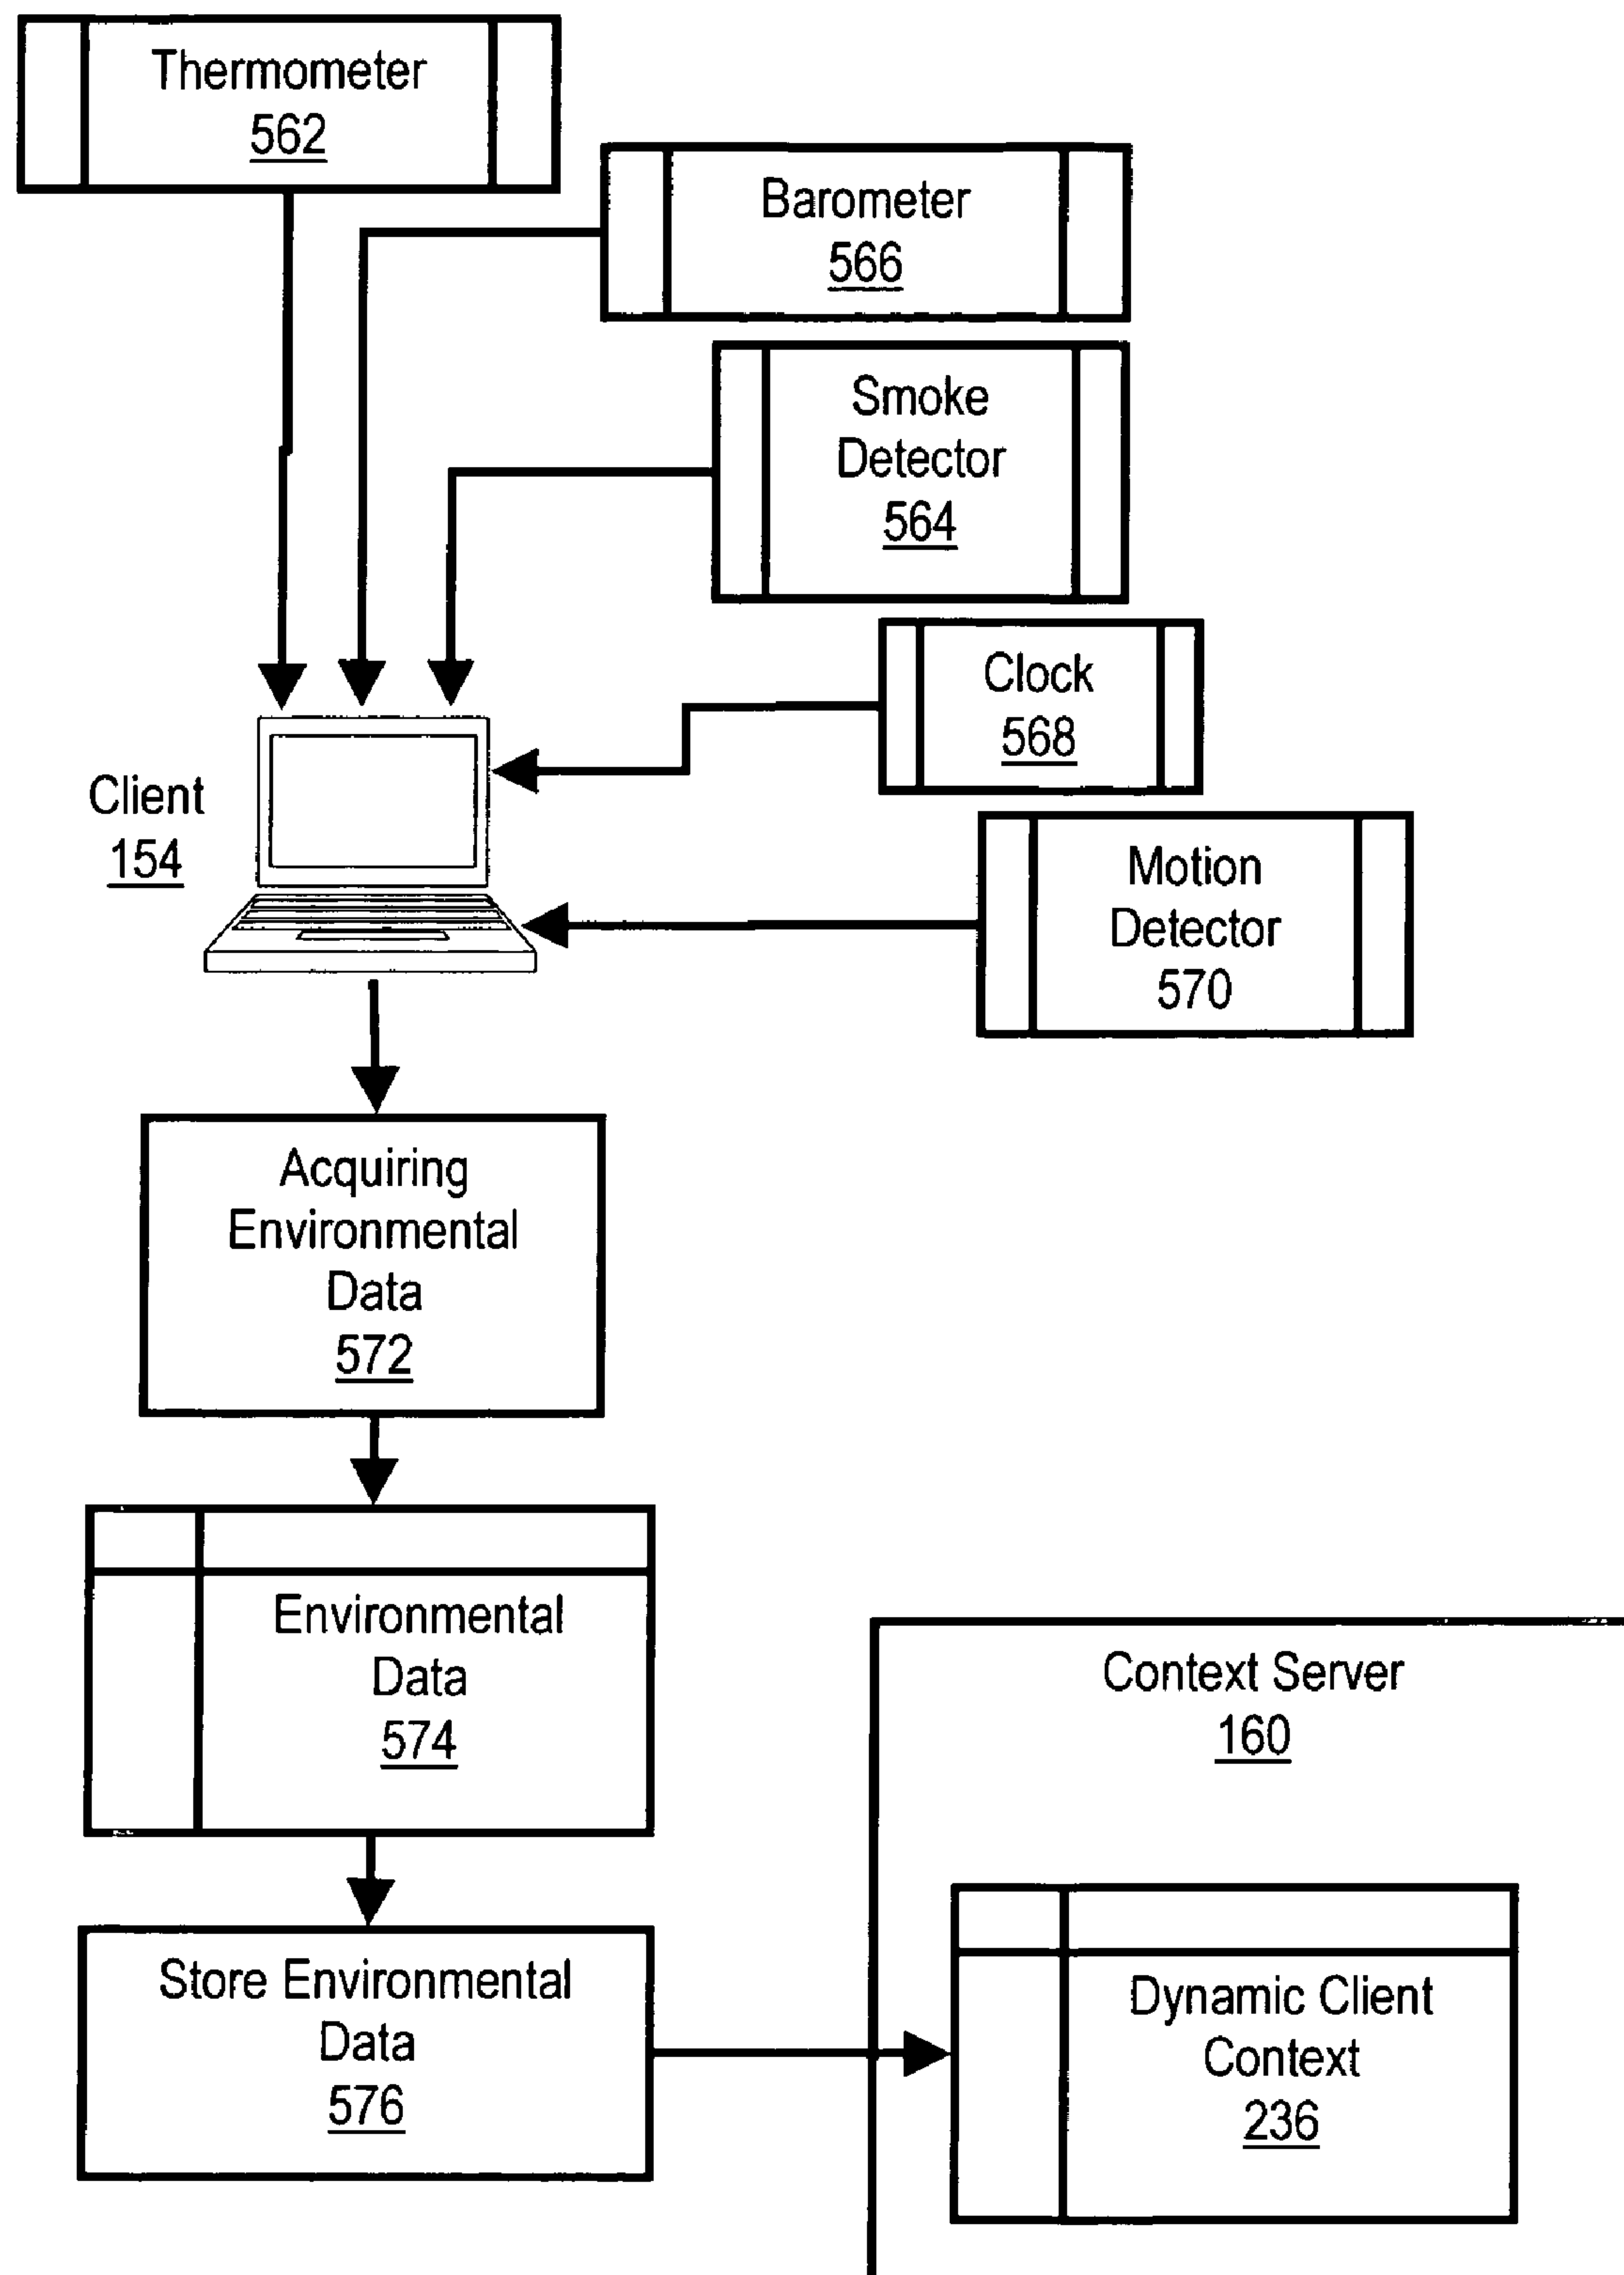 Thermometer
562
Barometer
566
Smoke
Detector
564
Clock
568
Client
154
Motion
Detector
570
Acquiring
Environmental
Data
572
Environmental
Data
574
Context Server
160
Store Environmental
Data
576
Dynamic Client
Context
236